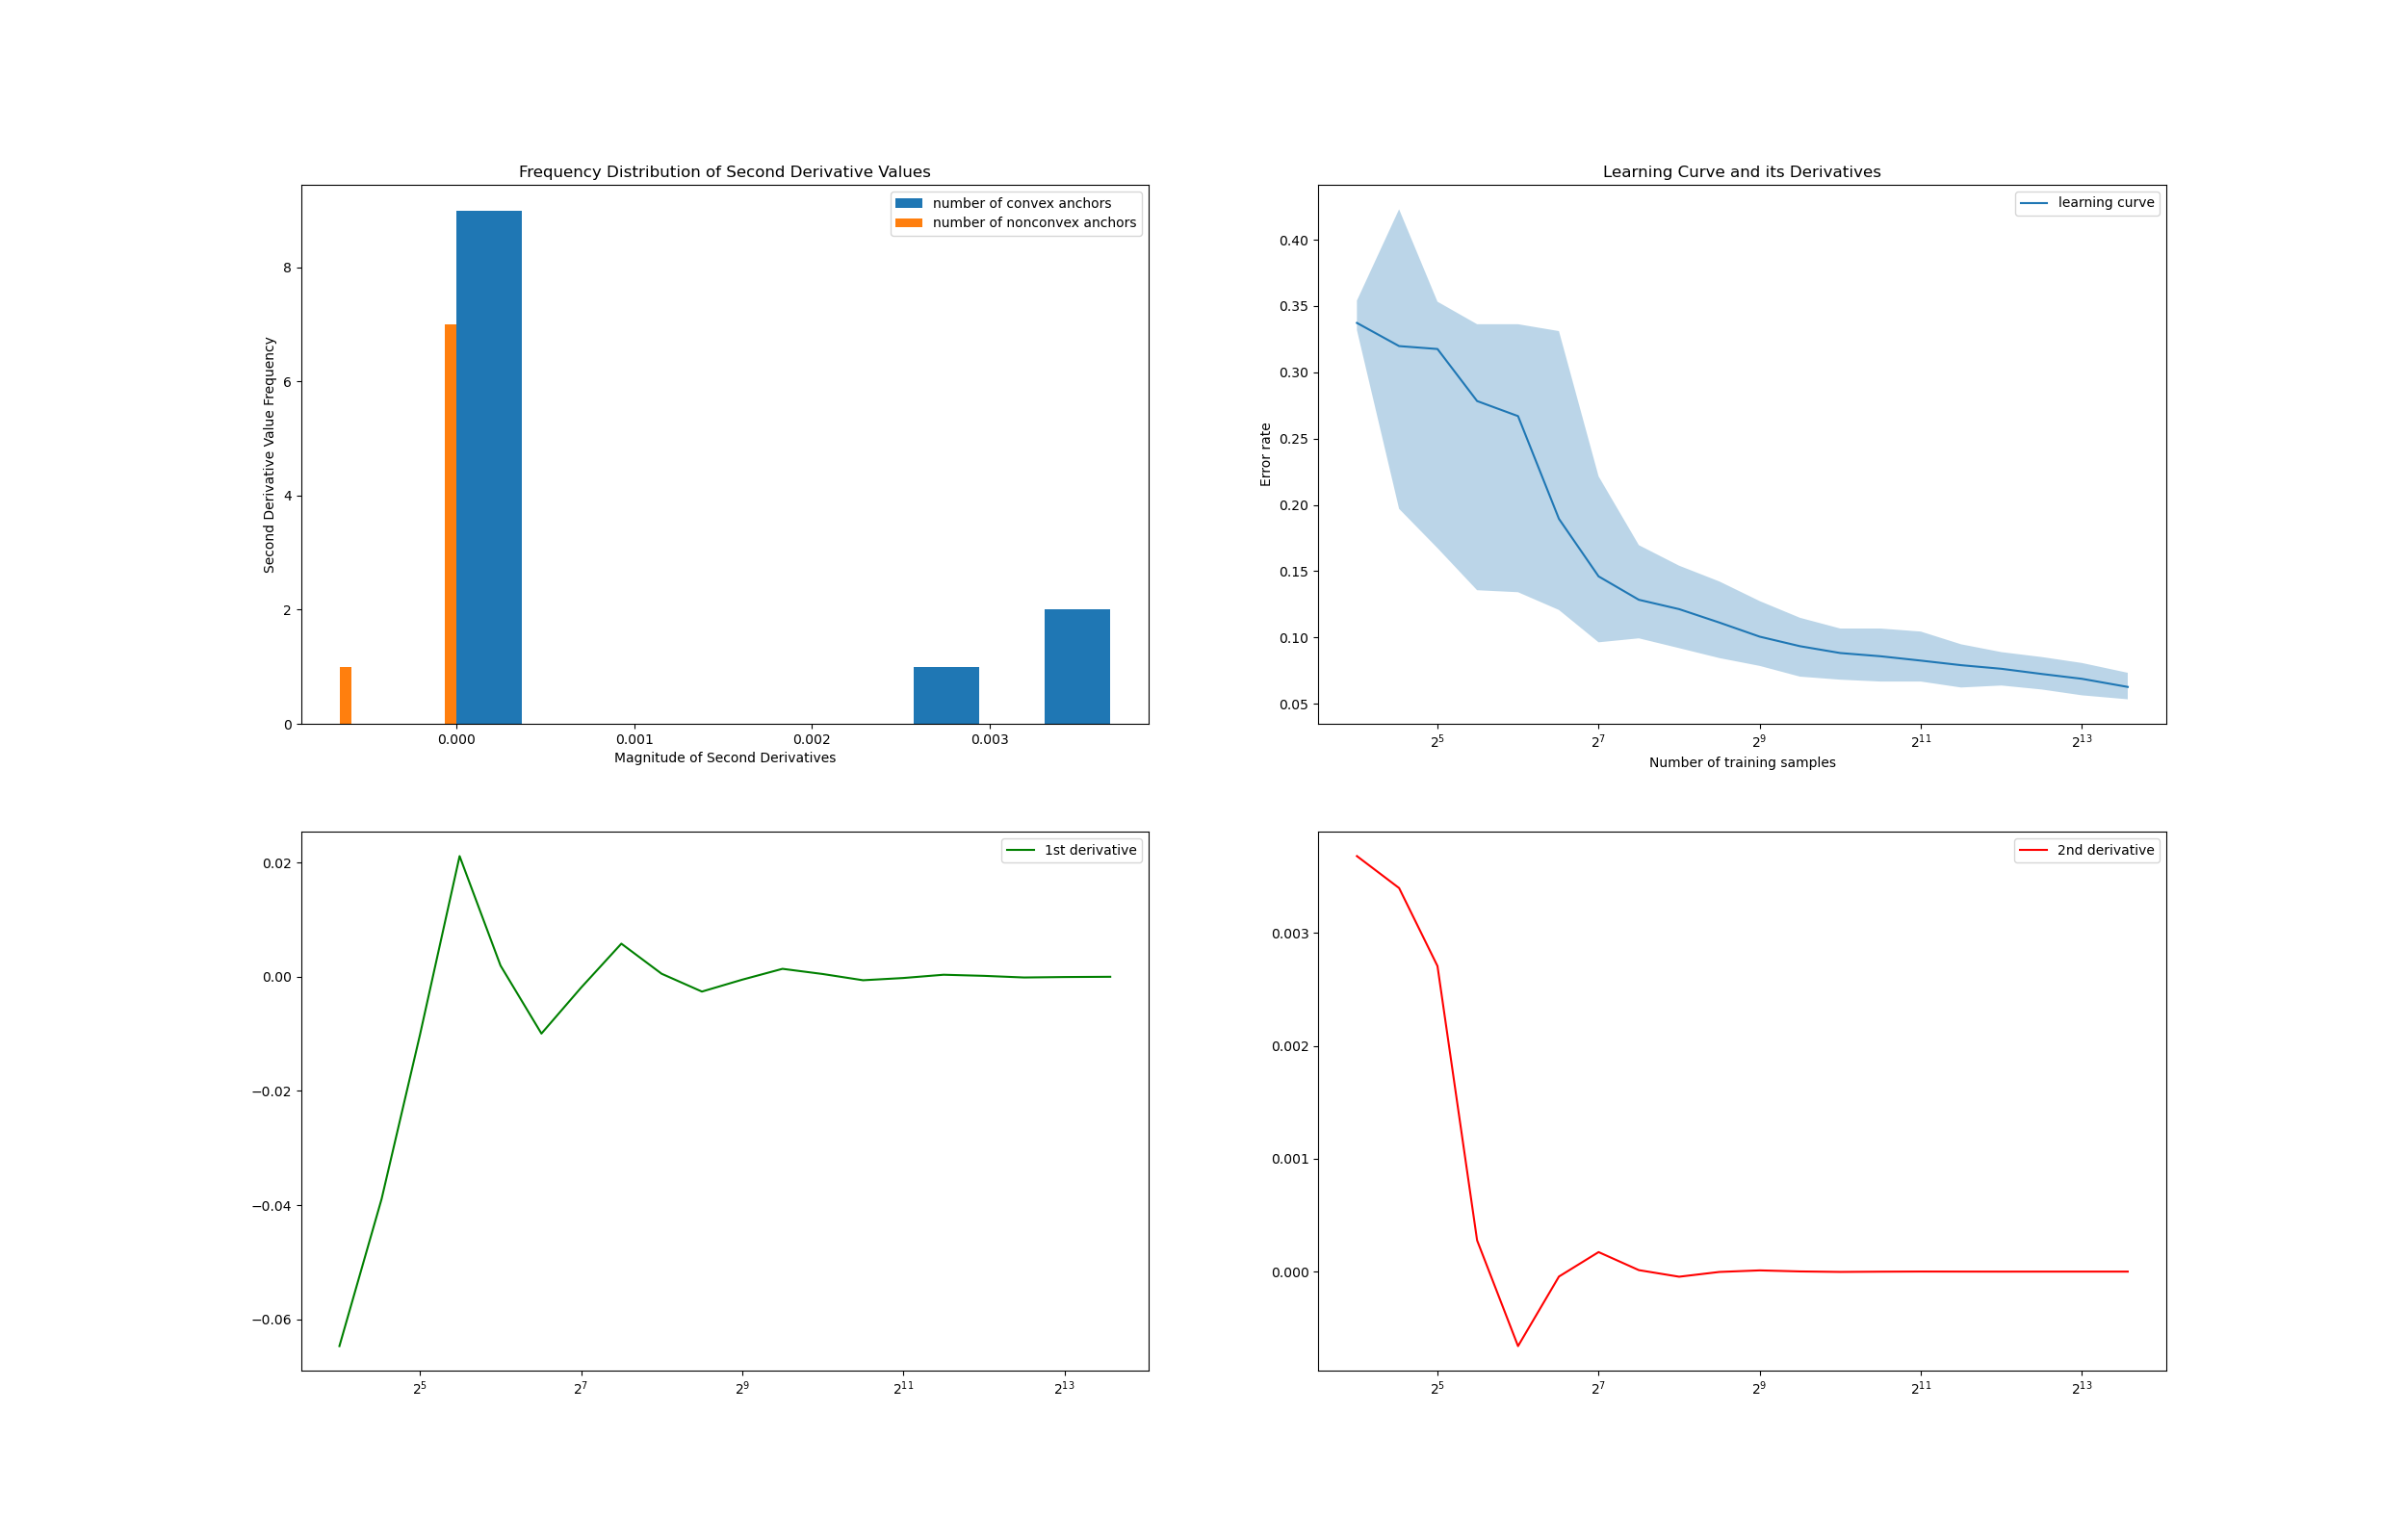 Frequency Distribution of Second Derivative Values
number of convex anchors
number of nonconvex anchors
Second Derivative Value Frequency
8
6
4
2
0
0.000 0.001 0.002 0.003
Magnitude of Second Derivatives
Learning Curve and its Derivatives
learning curve
Error rate
0.40
0.35
0.30
0.25
0.20
0.15
0.10
0.05
2^5 2^7 2^9 2^11 2^13
Number of training samples
1st derivative
0.02
0.00
−0.02
−0.04
−0.06
2^5 2^7 2^9 2^11 2^13
2nd derivative
0.003
0.002
0.001
0.000
2^5 2^7 2^9 2^11 2^13